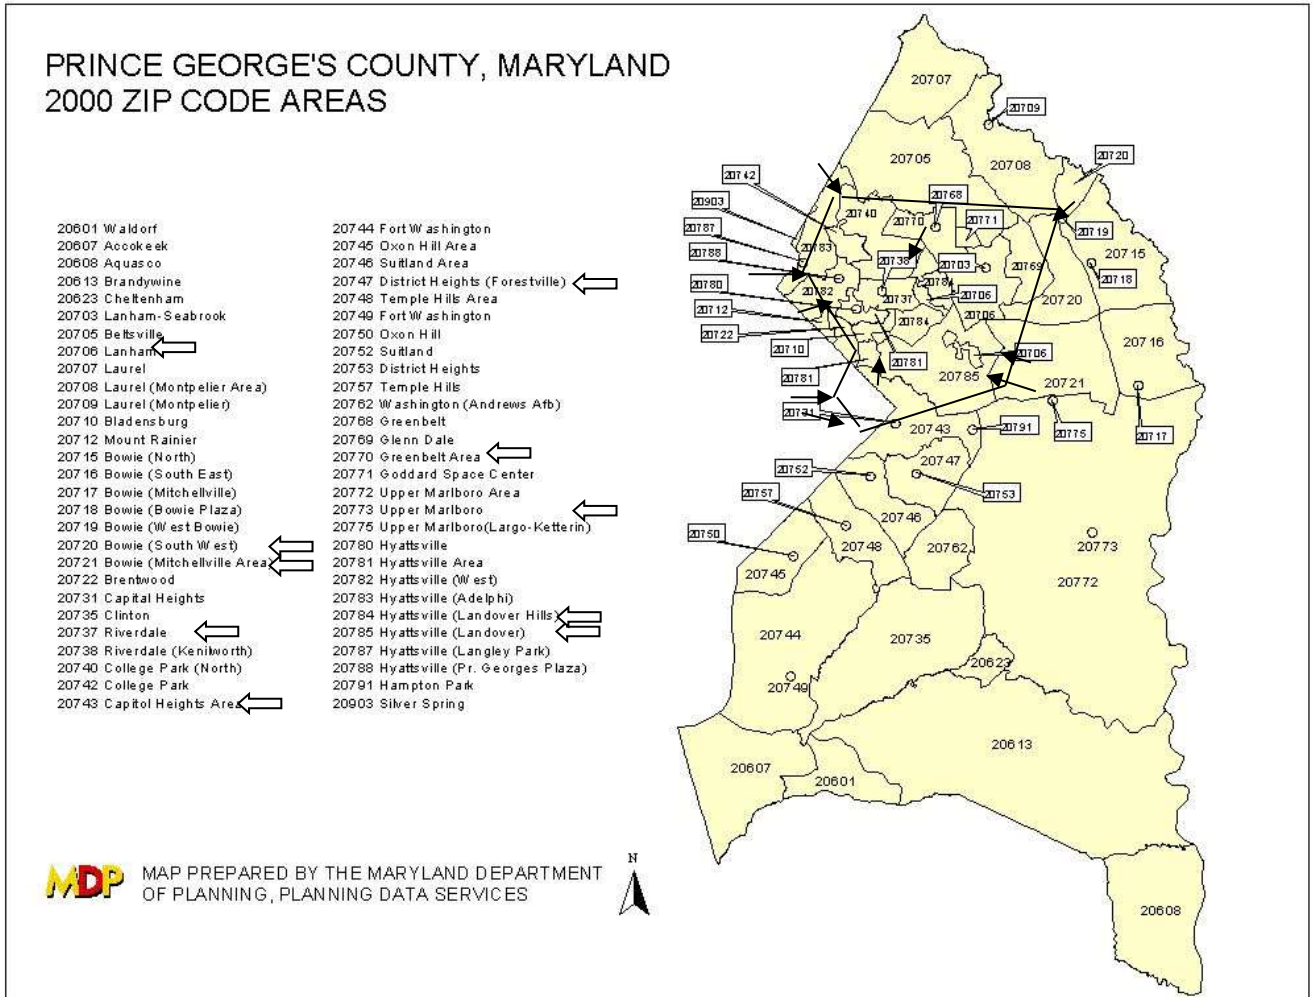 PRINCE GEORGE'S COUNTY, MARYLAND
2000 ZIP CODE AREAS
20601 Waldorf
20607 Accokeek
20608 Aquasco
20613 Brandywine
20623 Cheltenham
20703 Lanham-Seabrook
20705 Beltsville
20706 Lanham
20707 Laurel
20708 Laurel (Montpelier Area)
20709 Laurel (Montpelier)
20710 Bladensburg
20712 Mount Rainier
20715 Bowie (North)
20716 Bowie (South East)
20717 Bowie (Mitchellville)
20718 Bowie (Bowie Plaza)
20719 Bowie (West Bowie)
20720 Bowie (South West)
20721 Bowie (Mitchellville Area)
20722 Brentwood
20731 Capital Heights
20735 Clinton
20737 Riverdale
20738 Riverdale (Kenilworth)
20740 College Park (North)
20742 College Park
20743 Capitol Heights Area
20744 Fort Washington
20745 Oxon Hill Area
20746 Suitland Area
20747 District Heights (Forestville)
20748 Temple Hills Area
20749 Fort Washington
20750 Oxon Hill
20752 Suitland
20753 District Heights
20757 Temple Hills
20762 Washington (Andrews Afb)
20768 Greenbelt
20769 Glenn Dale
20770 Greenbelt Area
20771 Goddard Space Center
20772 Upper Marlboro Area
20773 Upper Marlboro
20775 Upper Marlboro(Largo-Ketterin)
20780 Hyattsville
20781 Hyattsville Area
20782 Hyattsville (West)
20783 Hyattsville (Adelphi)
20784 Hyattsville (Landover Hills)
20785 Hyattsville (Landover)
20787 Hyattsville (Langley Park)
20788 Hyattsville (Pr. Georges Plaza)
20791 Hampton Park
20903 Silver Spring
20707
20709
20705
20708
20720
20742
20903
20768
20740
20770
20771
20787
20719
20783
20788
20738
20703
20769
20715
20718
20780
20782
20784
20737
20706
20720
20712
20784
20706
20722
20716
20710
20781
20706
20781
20785
20721
20731
20743
20791
20775
20717
20752
20747
20753
20757
20746
20750
20748
20762
20773
20745
20772
20744
20735
20623
20749
20613
20607
20601
20608
N
MDP
MAP PREPARED BY THE MARYLAND DEPARTMENT
OF PLANNING, PLANNING DATA SERVICES